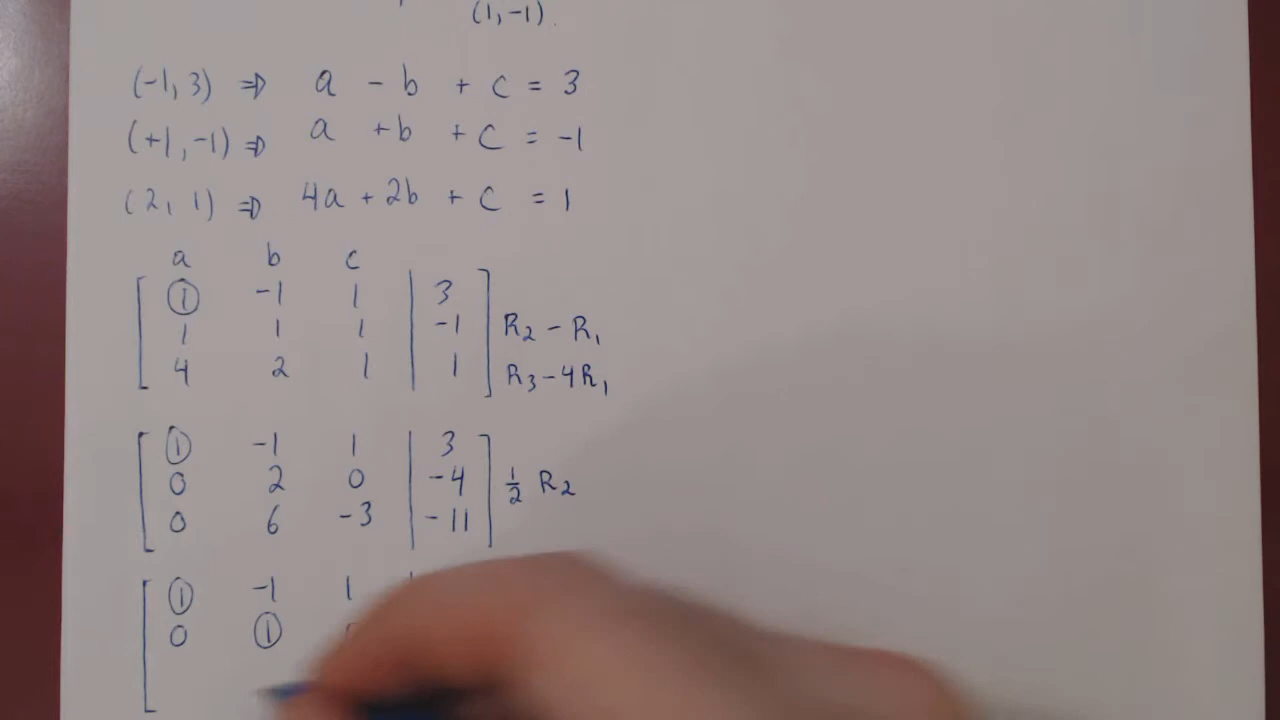 (1, -1).
(-1, 3) ⇒ a - b + c = 3
(+1, -1) ⇒ a + b + c = -1
(2, 1) ⇒ 4a + 2b + c = 1
a b c
[ 1 -1 1 | 3 ]
[ 1 1 1 | -1 ] R₂ - R₁
[ 4 2 1 | 1 ] R₃ - 4R₁
[ 1 -1 1 | 3 ]
[ 0 2 0 | -4 ] 1/2 R₂
[ 0 6 -3 | -11 ]
[ 1 -1 1
[ 0 1